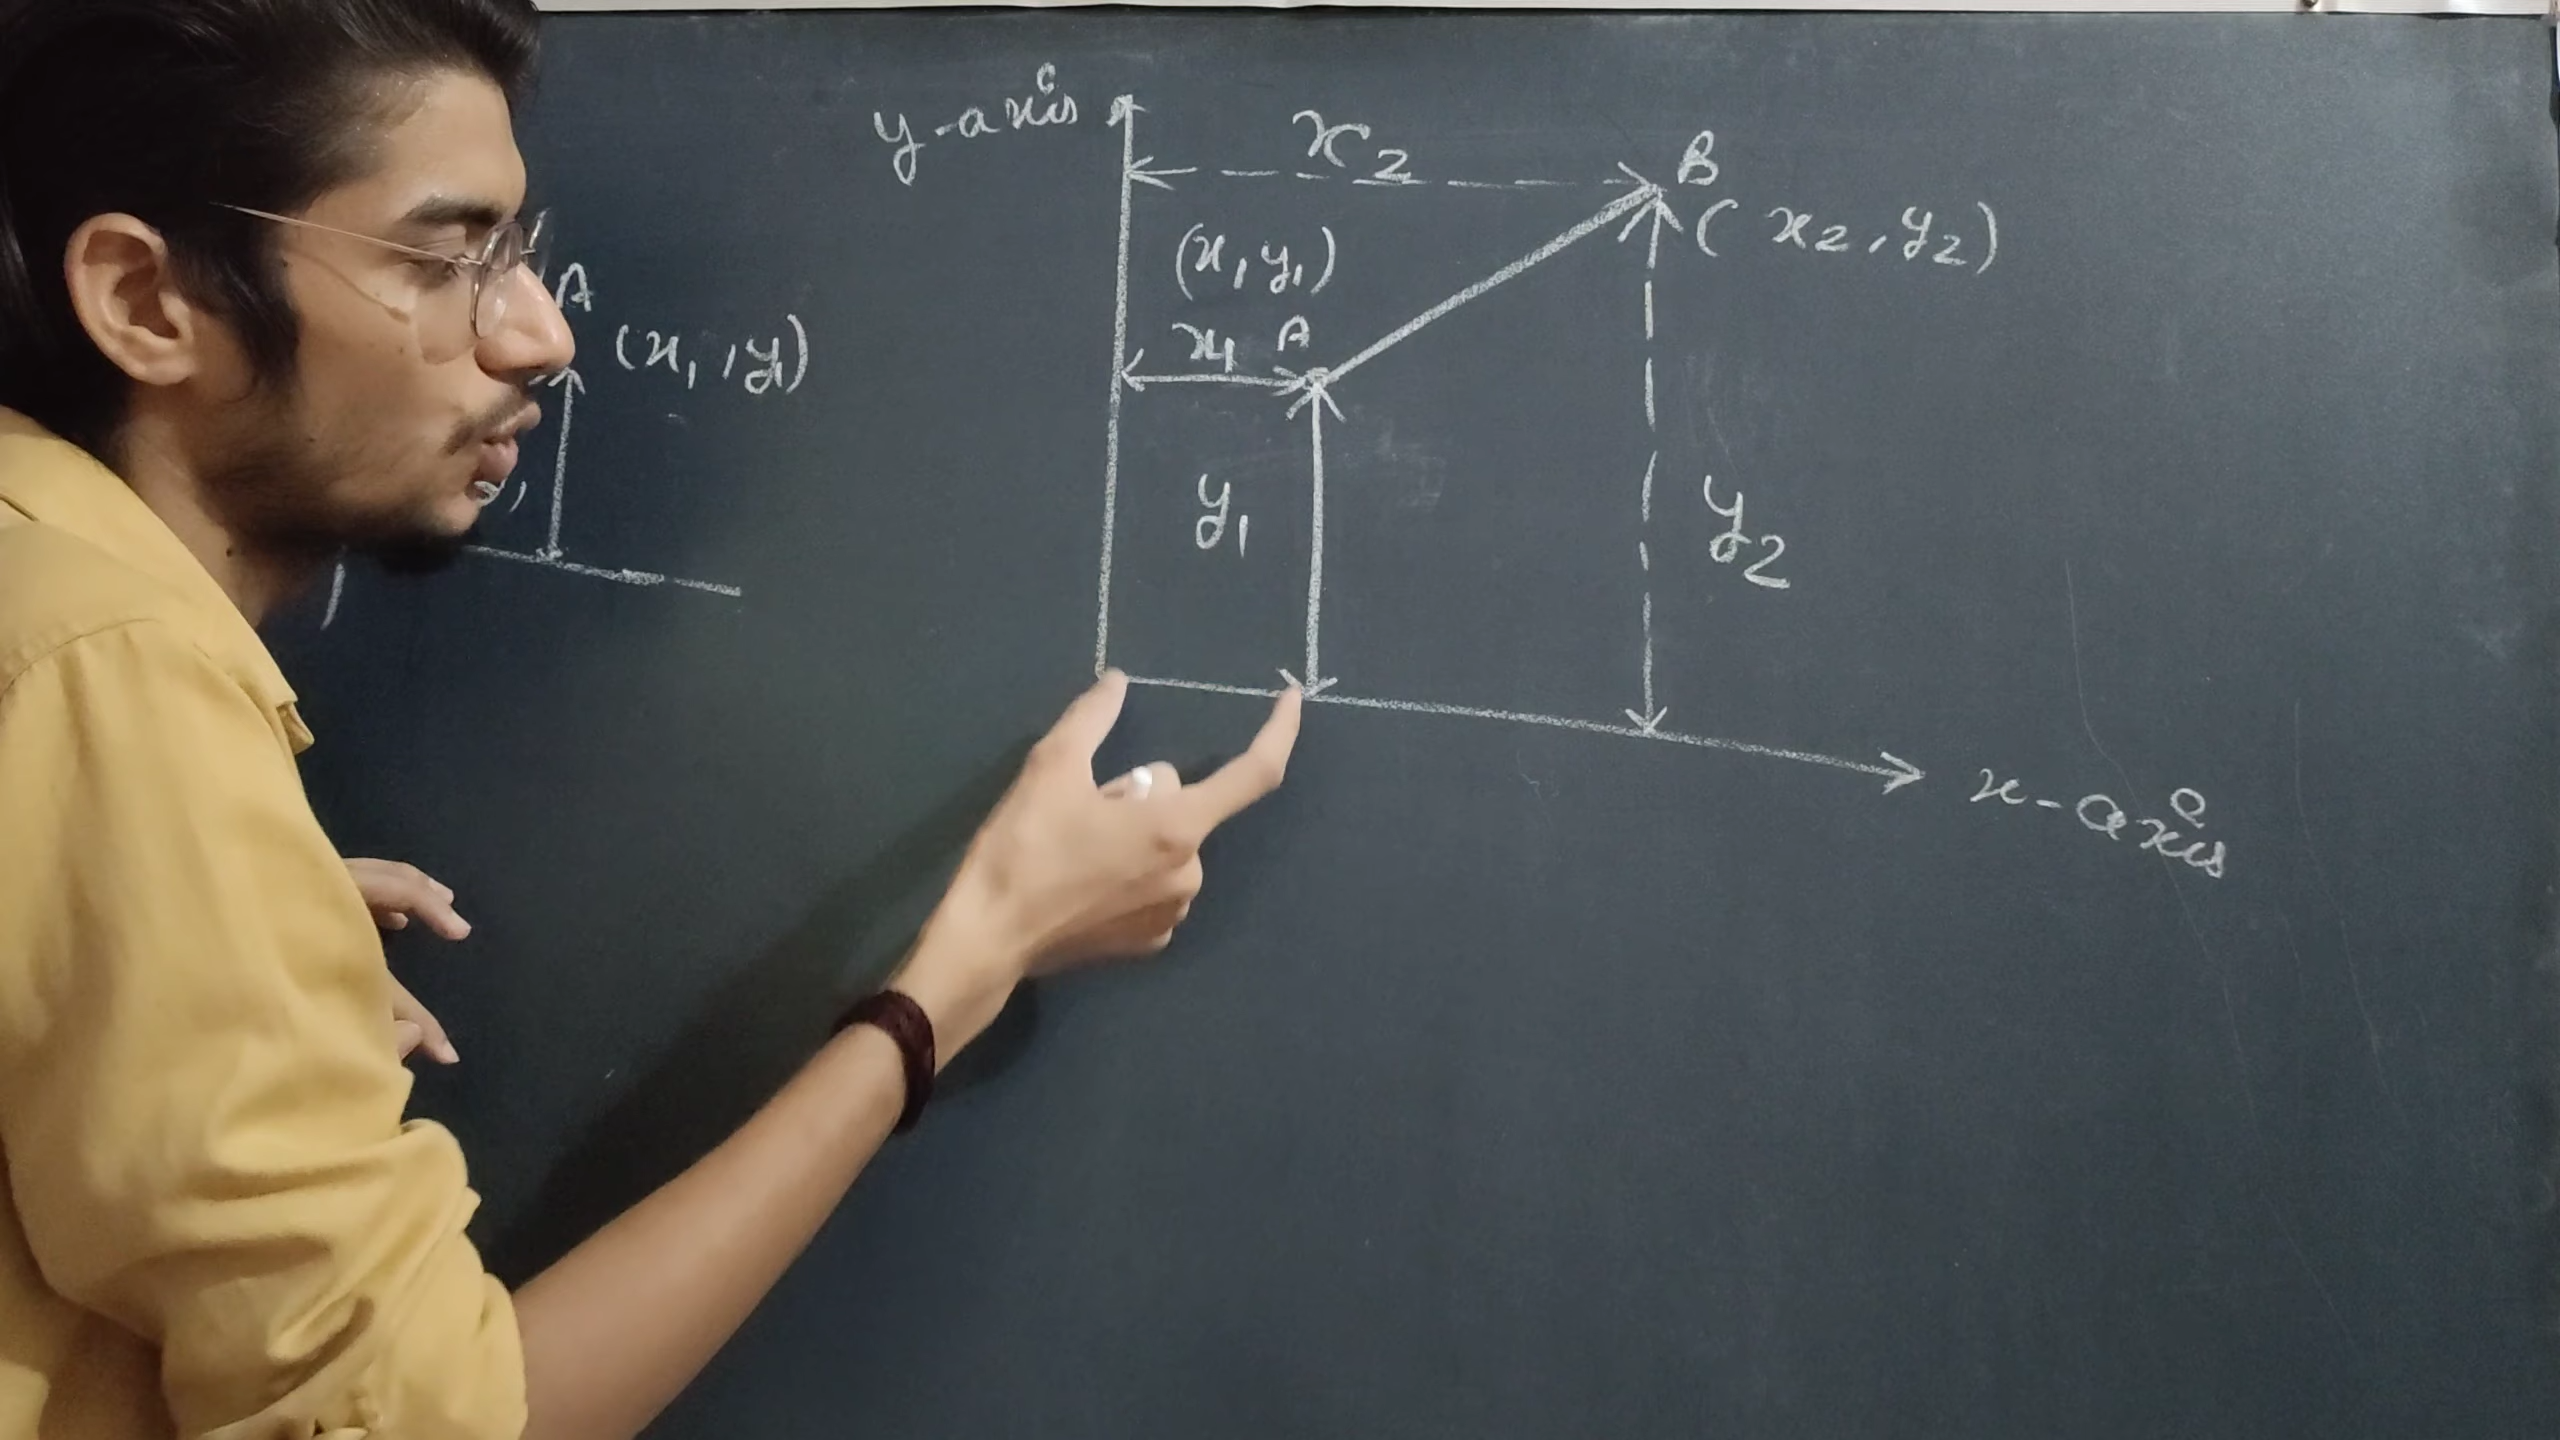 y-axis
x2
B
(x2,y2)
(x1,y1)
A
x1
A
(x1,y1)
y1
y2
x-axis